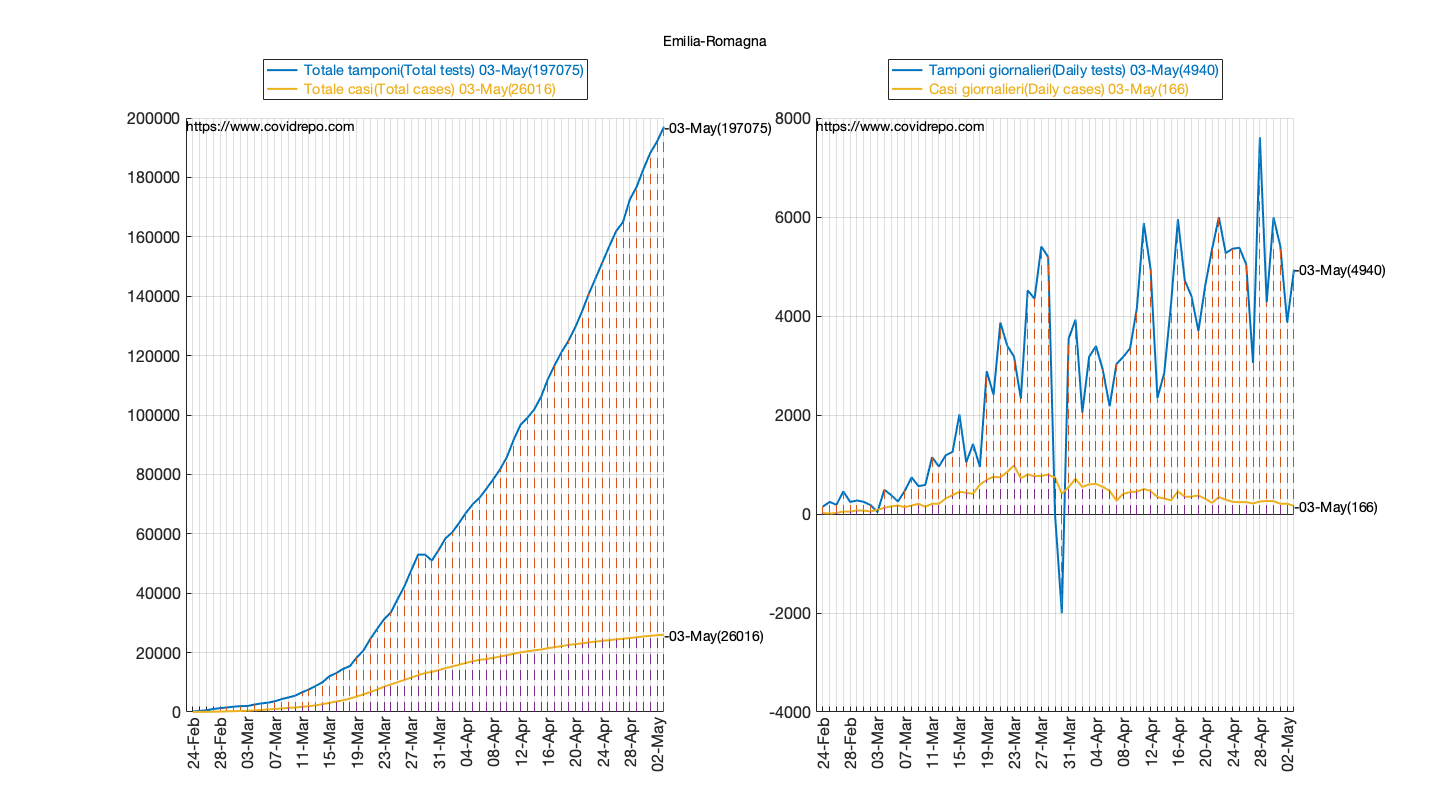 Emilia-Romagna
Totale tamponi(Total tests) 03-May(197075)
Totale casi(Total cases) 03-May(26016)
https://www.covidrepo.com
200000
180000
160000
140000
120000
100000
80000
60000
40000
20000
0
03-May(197075)
03-May(26016)
24-Feb
28-Feb
03-Mar
07-Mar
11-Mar
15-Mar
19-Mar
23-Mar
27-Mar
31-Mar
04-Apr
08-Apr
12-Apr
16-Apr
20-Apr
24-Apr
28-Apr
02-May
Tamponi giornalieri(Daily tests) 03-May(4940)
Casi giornalieri(Daily cases) 03-May(166)
https://www.covidrepo.com
8000
6000
4000
2000
0
-2000
-4000
03-May(4940)
03-May(166)
24-Feb
28-Feb
03-Mar
07-Mar
11-Mar
15-Mar
19-Mar
23-Mar
27-Mar
31-Mar
04-Apr
08-Apr
12-Apr
16-Apr
20-Apr
24-Apr
28-Apr
02-May